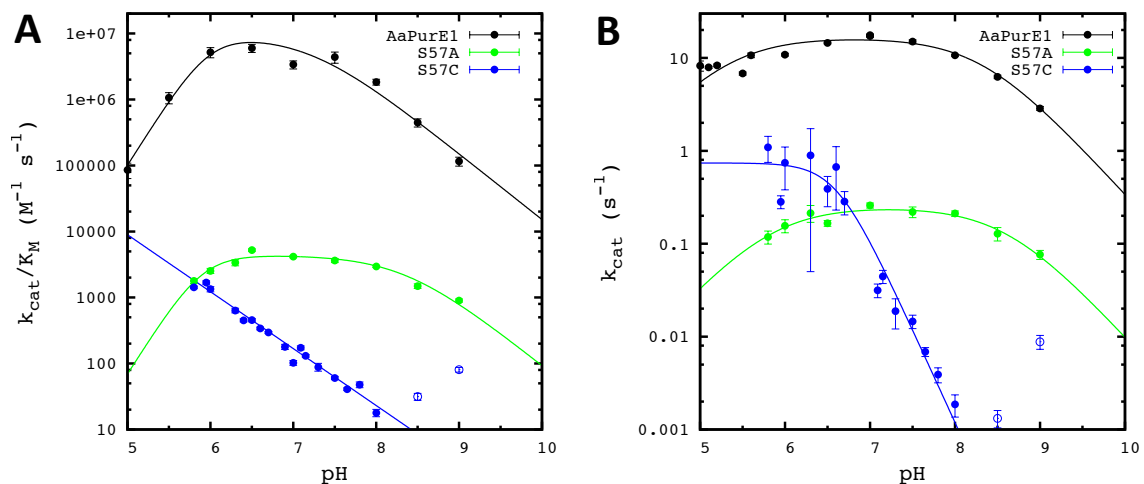 A
AaPurE1
S57A
S57C
1e+07
1e+06
100000
10000
1000
100
10
kcat/KM (M−1 s−1)
5 6 7 8 9 10
pH
B
AaPurE1
S57A
S57C
10
1
0.1
0.01
0.001
kcat (s−1)
5 6 7 8 9 10
pH